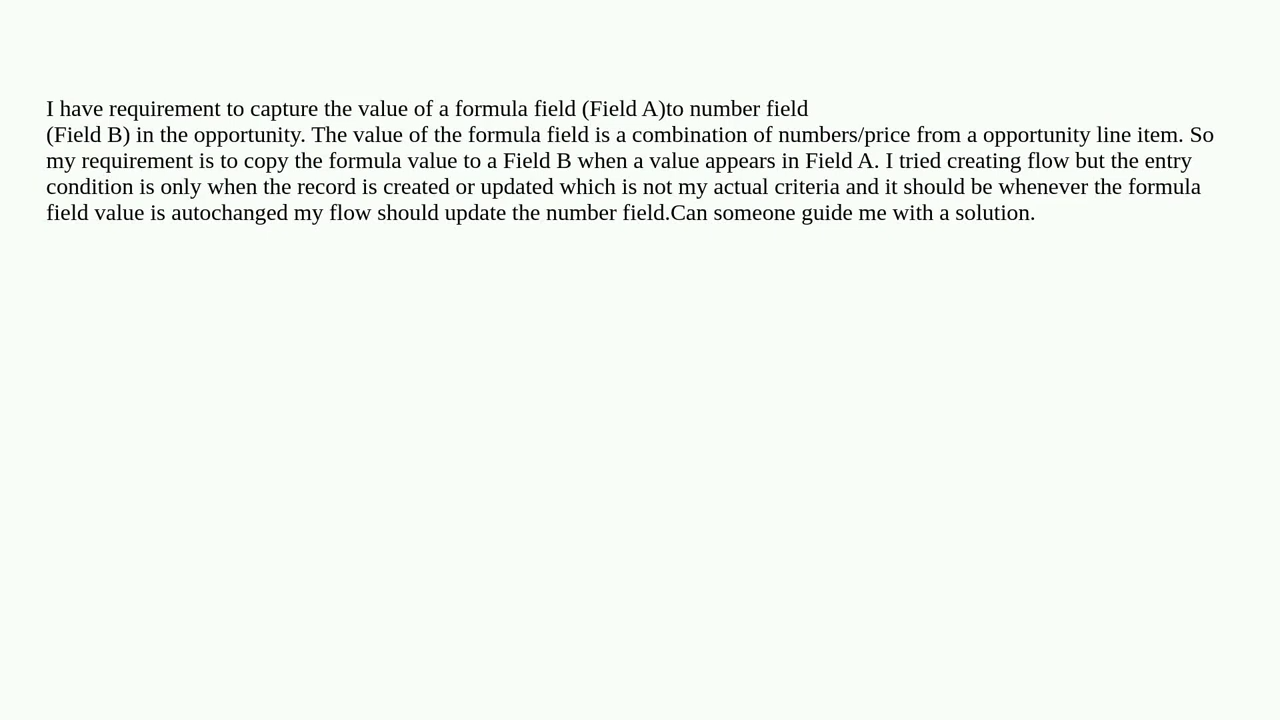 I have requirement to capture the value of a formula field (Field A)to number field
(Field B) in the opportunity. The value of the formula field is a combination of numbers/price from a opportunity line item. So
my requirement is to copy the formula value to a Field B when a value appears in Field A. I tried creating flow but the entry
condition is only when the record is created or updated which is not my actual criteria and it should be whenever the formula
field value is autochanged my flow should update the number field.Can someone guide me with a solution.